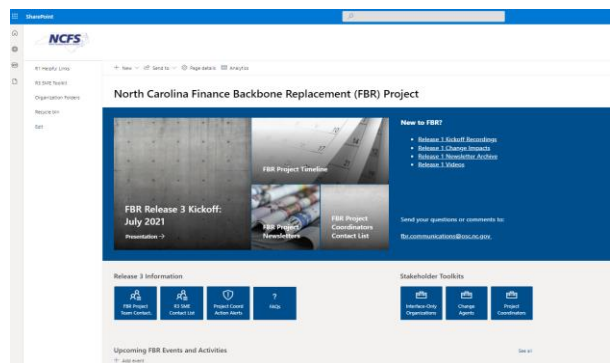 SharePoint
NCFS
R7 Helpful Links
R3 SME Toolkit
Organization Folders
Recycle bin
Edit
+ New
Send to
Page details
Analytics
North Carolina Finance Backbone Replacement (FBR) Project
FBR Release 3 Kickoff:
July 2021
Presentation →
FBR Project Timeline
FBR Project
Newsletters
FBR Project
Coordinators
Contact List
New to FBR?
Release 1 Kickoff Recordings
Release 1 Change Impacts
Release 1 Newsletter Archive
Release 1 Videos
Send your questions or comments to:
fbr.communications@osc.nc.gov
Release 3 Information
FBR Project
Team Contact.
R3 SME
Contact List
Project Coord
Action Alerts
?
FAQs
Stakeholder Toolkits
Interface-Only
Organizations
Change
Agents
Project
Coordinators
Upcoming FBR Events and Activities
See all
+ Add event